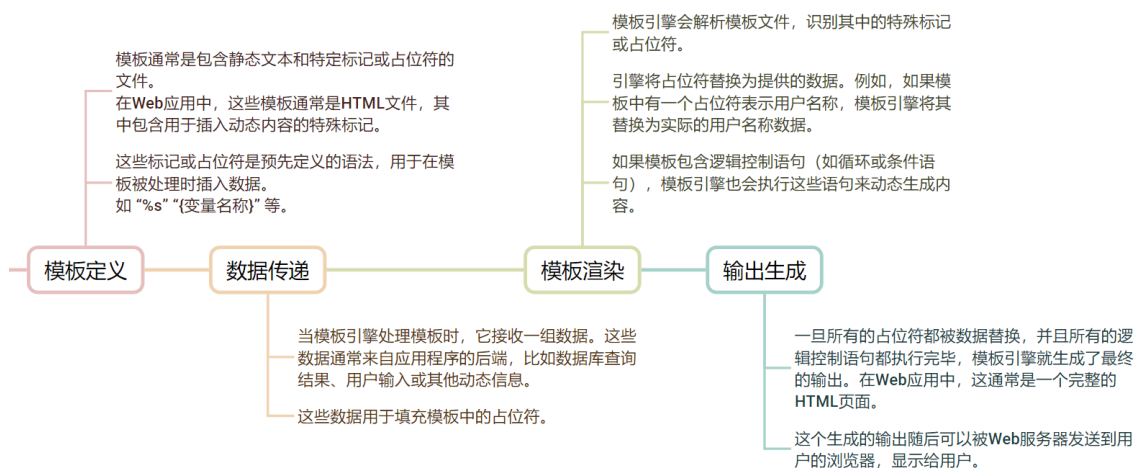 模板通常是包含静态文本和特定标记或占位符的
文件。
在Web应用中，这些模板通常是HTML文件，其
中包含用于插入动态内容的特殊标记。
这些标记或占位符是预先定义的语法，用于在模
板被处理时插入数据。
如 “%s” “{变量名称}” 等。
模板定义
数据传递
当模板引擎处理模板时，它接收一组数据。这些
数据通常来自应用程序的后端，比如数据库查询
结果、用户输入或其他动态信息。
这些数据用于填充模板中的占位符。
模板引擎会解析模板文件，识别其中的特殊标记
或占位符。
引擎将占位符替换为提供的数据。例如，如果模
板中有一个占位符表示用户名称，模板引擎将其
替换为实际的用户名称数据。
如果模板包含逻辑控制语句（如循环或条件语
句），模板引擎也会执行这些语句来动态生成内
容。
模板渲染
输出生成
一旦所有的占位符都被数据替换，并且所有的逻
辑控制语句都执行完毕，模板引擎就生成了最终
的输出。在Web应用中，这通常是一个完整的
HTML页面。
这个生成的输出随后可以被Web服务器发送到用
户的浏览器，显示给用户。